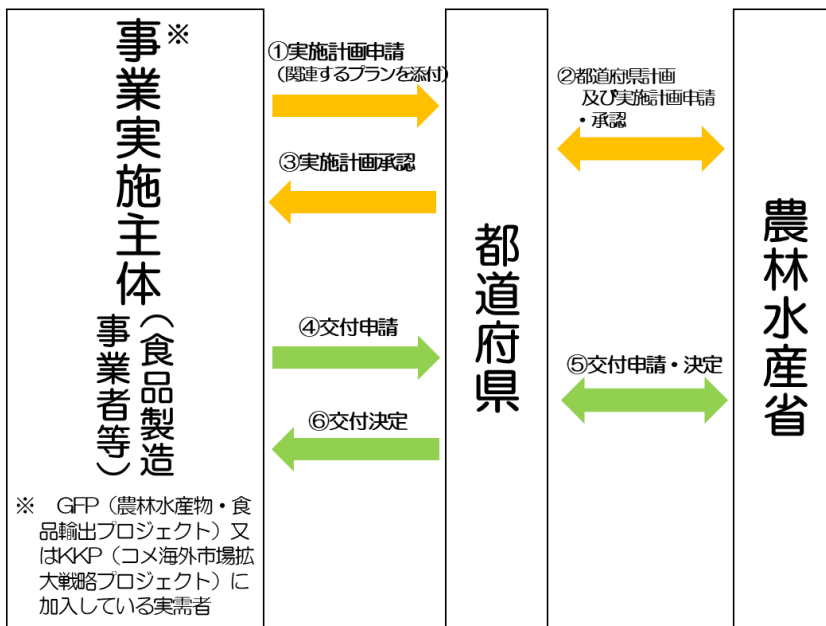 事業実施主体※
（食品製造
事業者等）
※　GFP（農林水産物・食
品輸出プロジェクト）又
はKKP（コメ海外市場拡
大戦略プロジェクト）に
加入している実需者
①実施計画申請
（関連するプランを添付）
③実施計画承認
④交付申請
⑥交付決定
都道府県
②都道府県計画
及び実施計画申請
・承認
⑤交付申請・決定
農林水産省